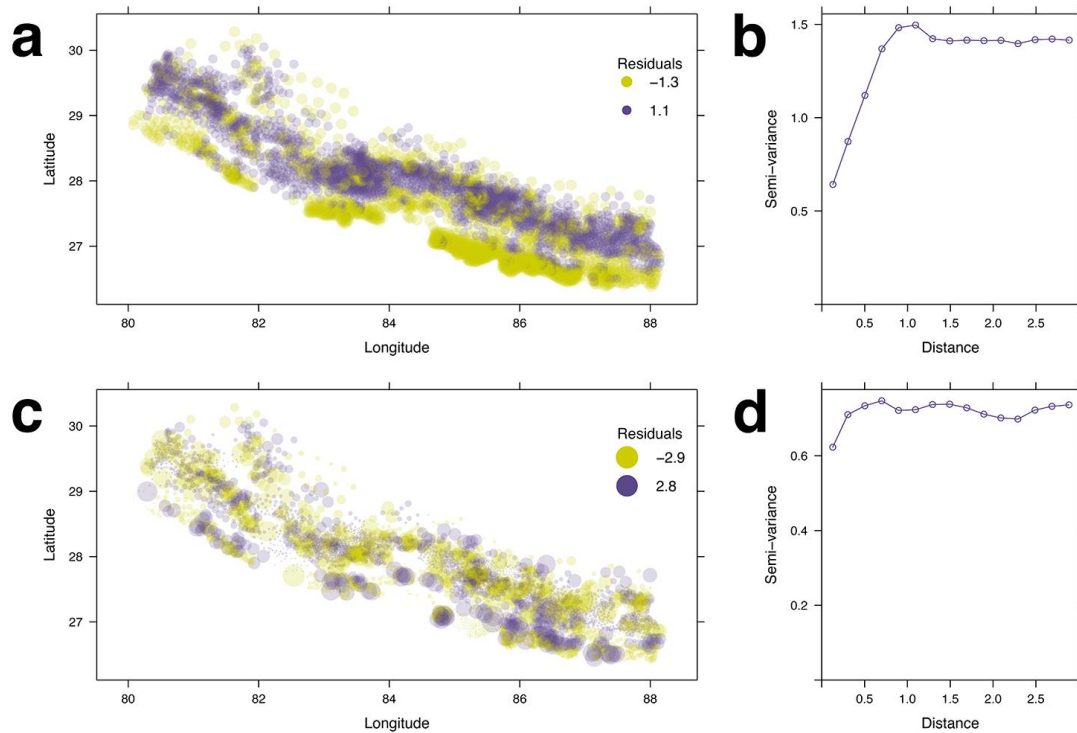 a
Residuals
−1.3
1.1
30
29
28
27
Latitude
80 82 84 86 88
Longitude
b
1.5
1.0
0.5
Semi−variance
0.5 1.0 1.5 2.0 2.5
Distance
c
Residuals
−2.9
2.8
30
29
28
27
Latitude
80 82 84 86 88
Longitude
d
0.6
0.4
0.2
Semi−variance
0.5 1.0 1.5 2.0 2.5
Distance